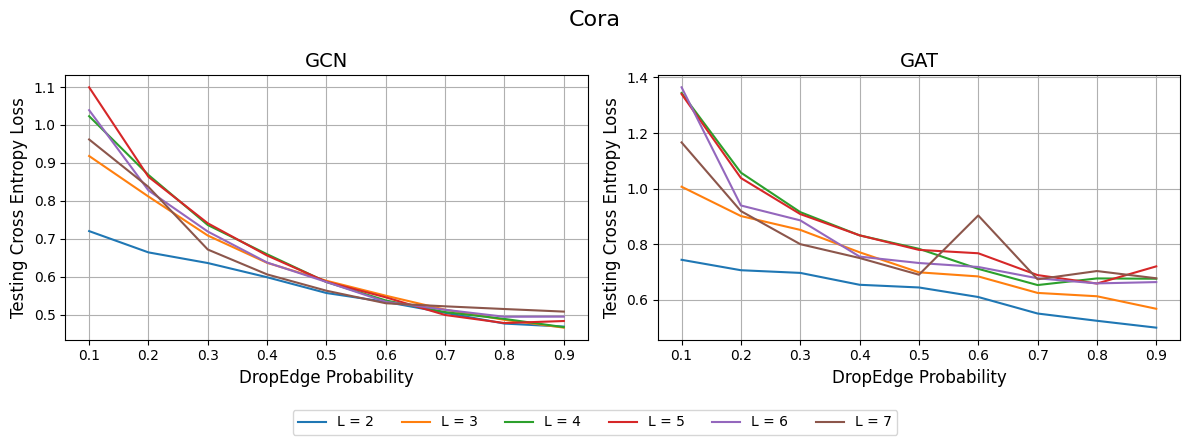 Cora
GCN
Testing Cross Entropy Loss
1.1
1.0
0.9
0.8
0.7
0.6
0.5
0.1 0.2 0.3 0.4 0.5 0.6 0.7 0.8 0.9
DropEdge Probability
GAT
Testing Cross Entropy Loss
1.4
1.2
1.0
0.8
0.6
0.1 0.2 0.3 0.4 0.5 0.6 0.7 0.8 0.9
DropEdge Probability
L = 2 L = 3 L = 4 L = 5 L = 6 L = 7